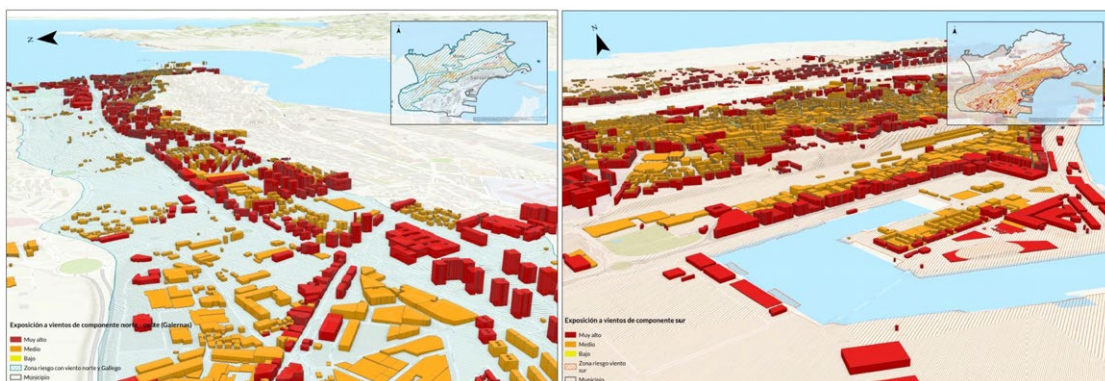 Z
Exposición a vientos de componente norte - oeste (Galernas)
Muy alto
Medio
Bajo
Zona riesgo con viento norte y Gallego
Municipio
Exposición a vientos de componente sur
Muy alto
Medio
Bajo
Zona riesgo viento
sur
Municipio